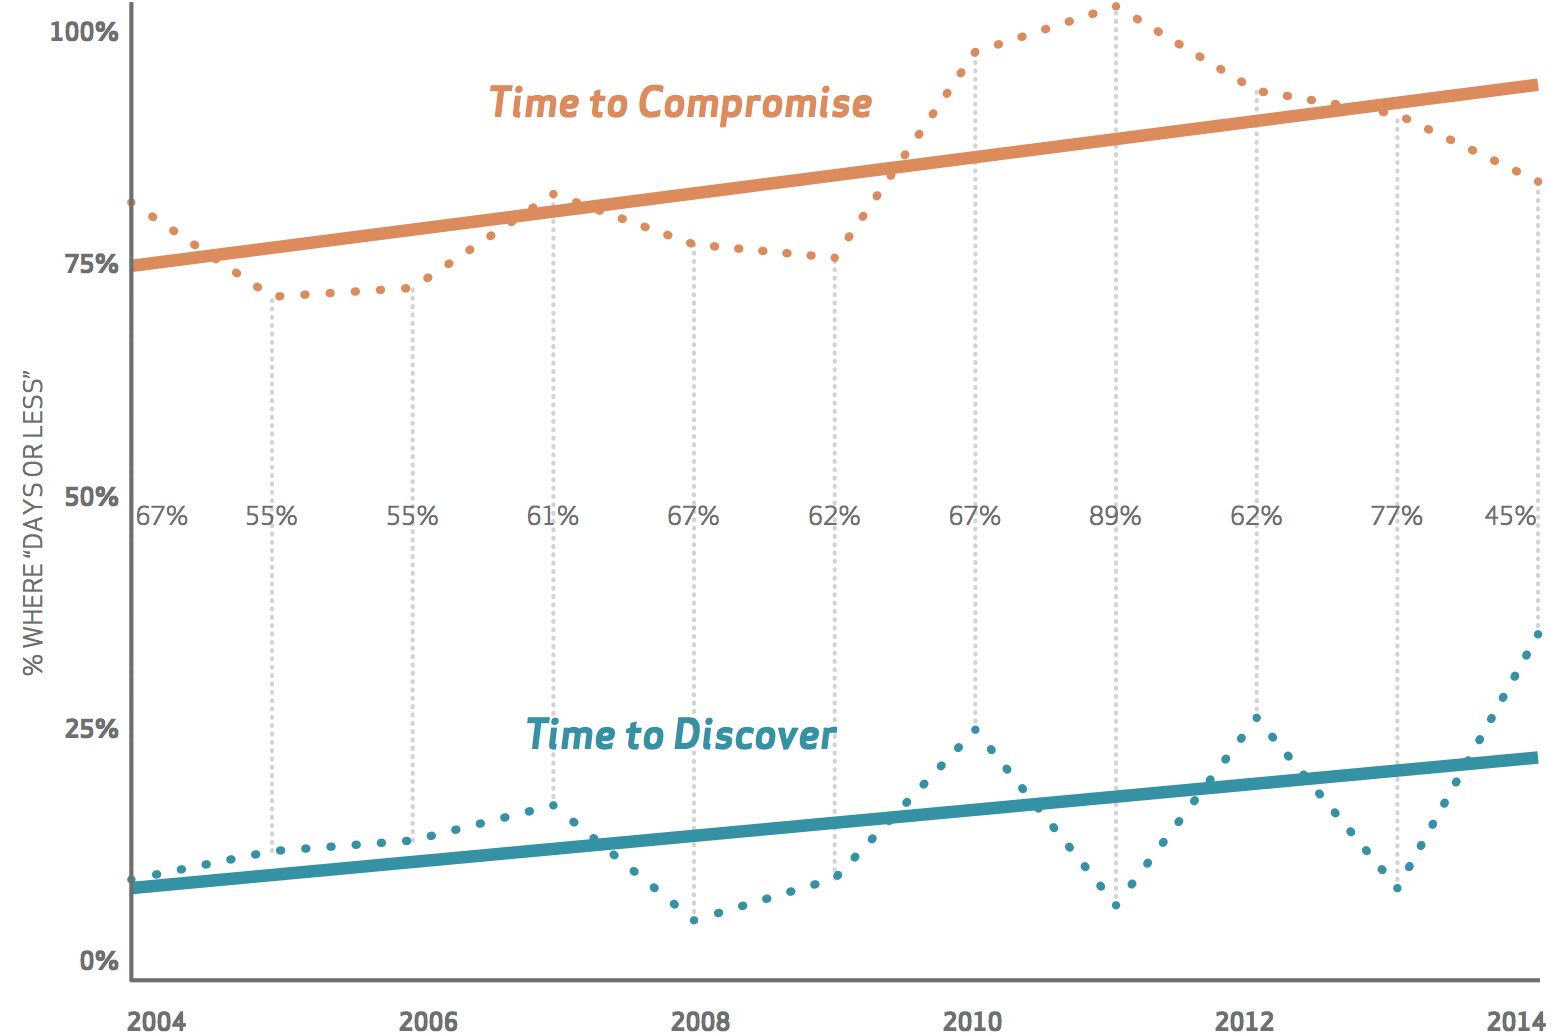 100%
Time to Compromise
75%
% WHERE “DAYS OR LESS”
50%
67% 55% 55% 61% 67% 62% 67% 89% 62% 77% 45%
25%
Time to Discover
0%
2004 2006 2008 2010 2012 2014